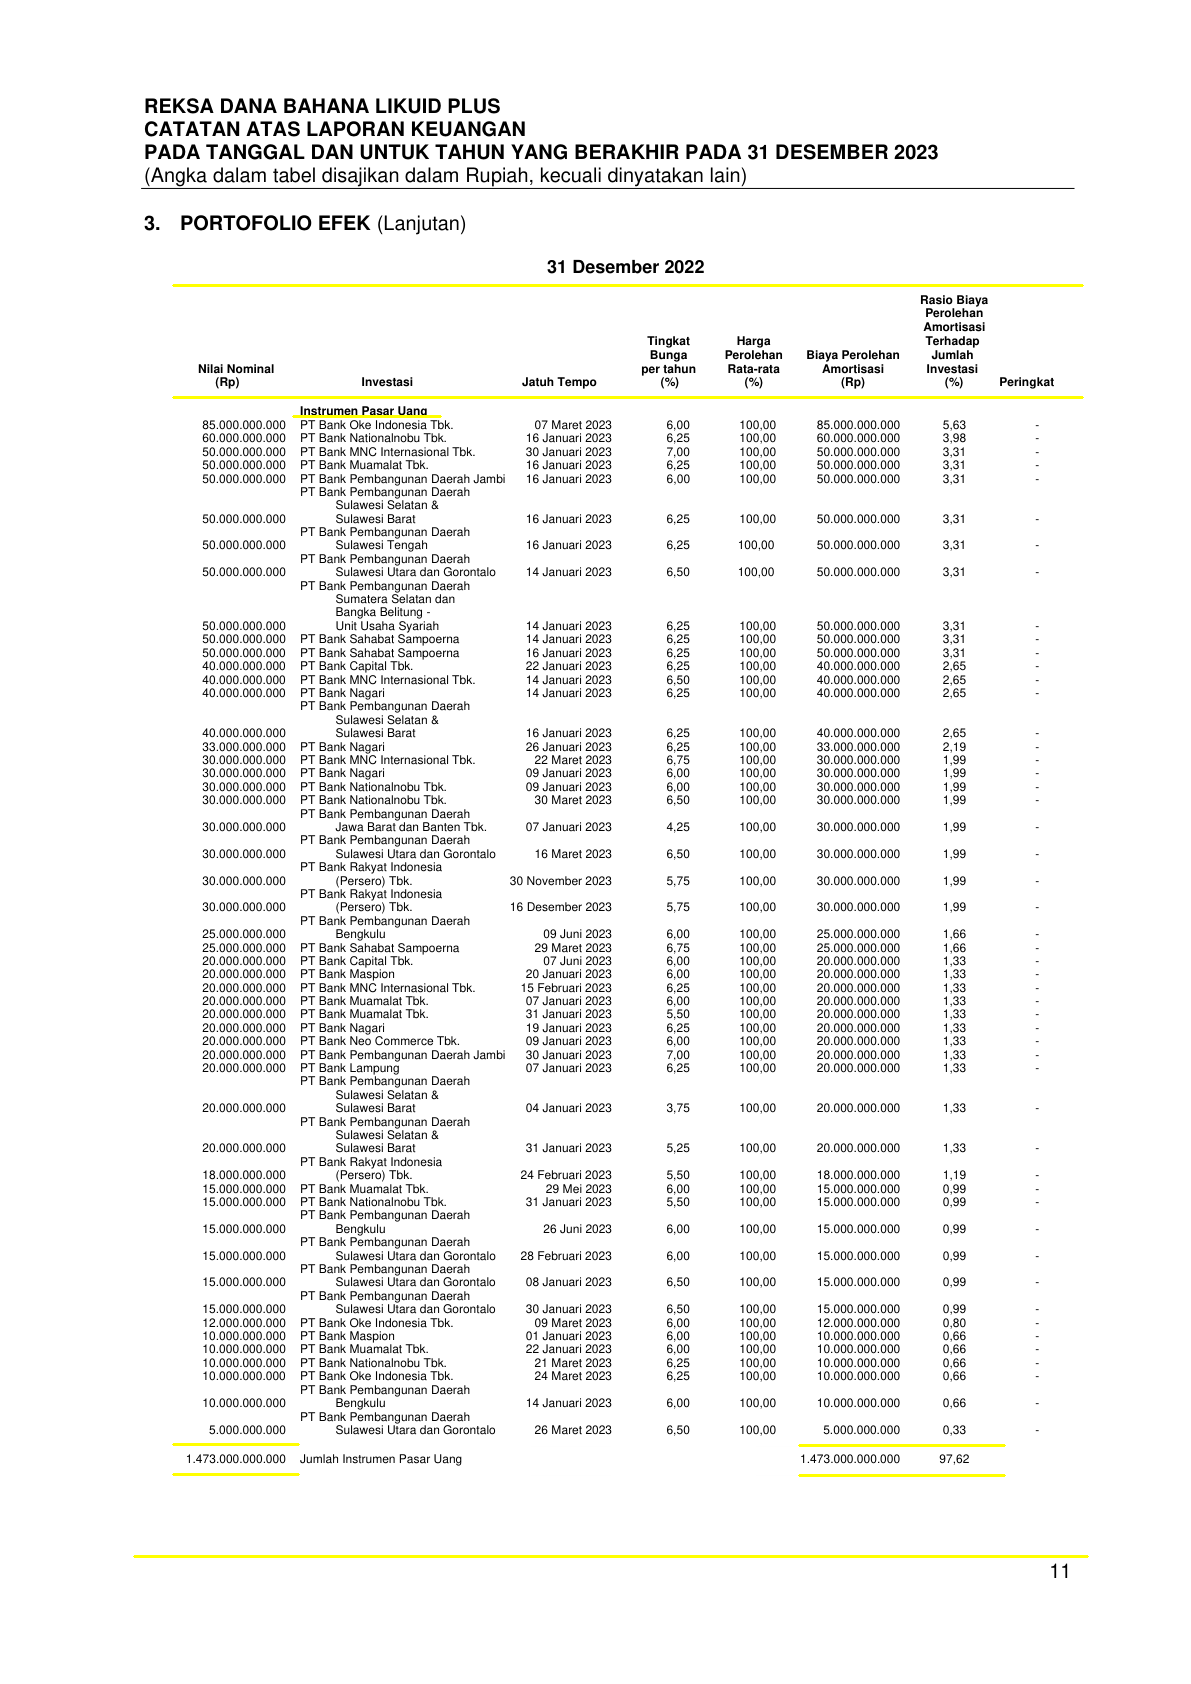 REKSA DANA BAHANA LIKUID PLUS
CATATAN ATAS LAPORAN KEUANGAN
PADA TANGGAL DAN UNTUK TAHUN YANG BERAKHIR PADA 31 DESEMBER 2023
(Angka dalam tabel disajikan dalam Rupiah, kecuali dinyatakan lain)
3. PORTOFOLIO EFEK (Lanjutan)
31 Desember 2022
Rasio Biaya
Perolehan
Amortisasi
Tingkat Harga Terhadap
Bunga Perolehan Biaya Perolehan Jumlah
Nilai Nominal per tahun Rata-rata Amortisasi Investasi
(Rp) Investasi Jatuh Tempo (%) (%) (Rp) (%) Peringkat
Instrumen Pasar Uang
85.000.000.000 PT Bank Oke Indonesia Tbk. 07 Maret 2023 6,00 100,00 85.000.000.000 5,63 -
60.000.000.000 PT Bank Nationalnobu Tbk. 16 Januari 2023 6,25 100,00 60.000.000.000 3,98 -
50.000.000.000 PT Bank MNC Internasional Tbk. 30 Januari 2023 7,00 100,00 50.000.000.000 3,31 -
50.000.000.000 PT Bank Muamalat Tbk. 16 Januari 2023 6,25 100,00 50.000.000.000 3,31 -
50.000.000.000 PT Bank Pembangunan Daerah Jambi 16 Januari 2023 6,00 100,00 50.000.000.000 3,31 -
PT Bank Pembangunan Daerah
Sulawesi Selatan &
50.000.000.000 Sulawesi Barat 16 Januari 2023 6,25 100,00 50.000.000.000 3,31 -
PT Bank Pembangunan Daerah
50.000.000.000 Sulawesi Tengah 16 Januari 2023 6,25 100,00 50.000.000.000 3,31 -
PT Bank Pembangunan Daerah
50.000.000.000 Sulawesi Utara dan Gorontalo 14 Januari 2023 6,50 100,00 50.000.000.000 3,31 -
PT Bank Pembangunan Daerah
Sumatera Selatan dan
Bangka Belitung -
50.000.000.000 Unit Usaha Syariah 14 Januari 2023 6,25 100,00 50.000.000.000 3,31 -
50.000.000.000 PT Bank Sahabat Sampoerna 14 Januari 2023 6,25 100,00 50.000.000.000 3,31 -
50.000.000.000 PT Bank Sahabat Sampoerna 16 Januari 2023 6,25 100,00 50.000.000.000 3,31 -
40.000.000.000 PT Bank Capital Tbk. 22 Januari 2023 6,25 100,00 40.000.000.000 2,65 -
40.000.000.000 PT Bank MNC Internasional Tbk. 14 Januari 2023 6,50 100,00 40.000.000.000 2,65 -
40.000.000.000 PT Bank Nagari 14 Januari 2023 6,25 100,00 40.000.000.000 2,65 -
PT Bank Pembangunan Daerah
Sulawesi Selatan &
40.000.000.000 Sulawesi Barat 16 Januari 2023 6,25 100,00 40.000.000.000 2,65 -
33.000.000.000 PT Bank Nagari 26 Januari 2023 6,25 100,00 33.000.000.000 2,19 -
30.000.000.000 PT Bank MNC Internasional Tbk. 22 Maret 2023 6,75 100,00 30.000.000.000 1,99 -
30.000.000.000 PT Bank Nagari 09 Januari 2023 6,00 100,00 30.000.000.000 1,99 -
30.000.000.000 PT Bank Nationalnobu Tbk. 09 Januari 2023 6,00 100,00 30.000.000.000 1,99 -
30.000.000.000 PT Bank Nationalnobu Tbk. 30 Maret 2023 6,50 100,00 30.000.000.000 1,99 -
PT Bank Pembangunan Daerah
30.000.000.000 Jawa Barat dan Banten Tbk. 07 Januari 2023 4,25 100,00 30.000.000.000 1,99 -
PT Bank Pembangunan Daerah
30.000.000.000 Sulawesi Utara dan Gorontalo 16 Maret 2023 6,50 100,00 30.000.000.000 1,99 -
PT Bank Rakyat Indonesia
30.000.000.000 (Persero) Tbk. 30 November 2023 5,75 100,00 30.000.000.000 1,99 -
PT Bank Rakyat Indonesia
30.000.000.000 (Persero) Tbk. 16 Desember 2023 5,75 100,00 30.000.000.000 1,99 -
PT Bank Pembangunan Daerah
25.000.000.000 Bengkulu 09 Juni 2023 6,00 100,00 25.000.000.000 1,66 -
25.000.000.000 PT Bank Sahabat Sampoerna 29 Maret 2023 6,75 100,00 25.000.000.000 1,66 -
20.000.000.000 PT Bank Capital Tbk. 07 Juni 2023 6,00 100,00 20.000.000.000 1,33 -
20.000.000.000 PT Bank Maspion 20 Januari 2023 6,00 100,00 20.000.000.000 1,33 -
20.000.000.000 PT Bank MNC Internasional Tbk. 15 Februari 2023 6,25 100,00 20.000.000.000 1,33 -
20.000.000.000 PT Bank Muamalat Tbk. 07 Januari 2023 6,00 100,00 20.000.000.000 1,33 -
20.000.000.000 PT Bank Muamalat Tbk. 31 Januari 2023 5,50 100,00 20.000.000.000 1,33 -
20.000.000.000 PT Bank Nagari 19 Januari 2023 6,25 100,00 20.000.000.000 1,33 -
20.000.000.000 PT Bank Neo Commerce Tbk. 09 Januari 2023 6,00 100,00 20.000.000.000 1,33 -
20.000.000.000 PT Bank Pembangunan Daerah Jambi 30 Januari 2023 7,00 100,00 20.000.000.000 1,33 -
20.000.000.000 PT Bank Lampung 07 Januari 2023 6,25 100,00 20.000.000.000 1,33 -
PT Bank Pembangunan Daerah
Sulawesi Selatan &
20.000.000.000 Sulawesi Barat 04 Januari 2023 3,75 100,00 20.000.000.000 1,33 -
PT Bank Pembangunan Daerah
Sulawesi Selatan &
20.000.000.000 Sulawesi Barat 31 Januari 2023 5,25 100,00 20.000.000.000 1,33 -
PT Bank Rakyat Indonesia
18.000.000.000 (Persero) Tbk. 24 Februari 2023 5,50 100,00 18.000.000.000 1,19 -
15.000.000.000 PT Bank Muamalat Tbk. 29 Mei 2023 6,00 100,00 15.000.000.000 0,99 -
15.000.000.000 PT Bank Nationalnobu Tbk. 31 Januari 2023 5,50 100,00 15.000.000.000 0,99 -
PT Bank Pembangunan Daerah
15.000.000.000 Bengkulu 26 Juni 2023 6,00 100,00 15.000.000.000 0,99 -
PT Bank Pembangunan Daerah
15.000.000.000 Sulawesi Utara dan Gorontalo 28 Februari 2023 6,00 100,00 15.000.000.000 0,99 -
PT Bank Pembangunan Daerah
15.000.000.000 Sulawesi Utara dan Gorontalo 08 Januari 2023 6,50 100,00 15.000.000.000 0,99 -
PT Bank Pembangunan Daerah
15.000.000.000 Sulawesi Utara dan Gorontalo 30 Januari 2023 6,50 100,00 15.000.000.000 0,99 -
12.000.000.000 PT Bank Oke Indonesia Tbk. 09 Maret 2023 6,00 100,00 12.000.000.000 0,80 -
10.000.000.000 PT Bank Maspion 01 Januari 2023 6,00 100,00 10.000.000.000 0,66 -
10.000.000.000 PT Bank Muamalat Tbk. 22 Januari 2023 6,00 100,00 10.000.000.000 0,66 -
10.000.000.000 PT Bank Nationalnobu Tbk. 21 Maret 2023 6,25 100,00 10.000.000.000 0,66 -
10.000.000.000 PT Bank Oke Indonesia Tbk. 24 Maret 2023 6,25 100,00 10.000.000.000 0,66 -
PT Bank Pembangunan Daerah
10.000.000.000 Bengkulu 14 Januari 2023 6,00 100,00 10.000.000.000 0,66 -
PT Bank Pembangunan Daerah
5.000.000.000 Sulawesi Utara dan Gorontalo 26 Maret 2023 6,50 100,00 5.000.000.000 0,33 -
1.473.000.000.000 Jumlah Instrumen Pasar Uang 1.473.000.000.000 97,62
11